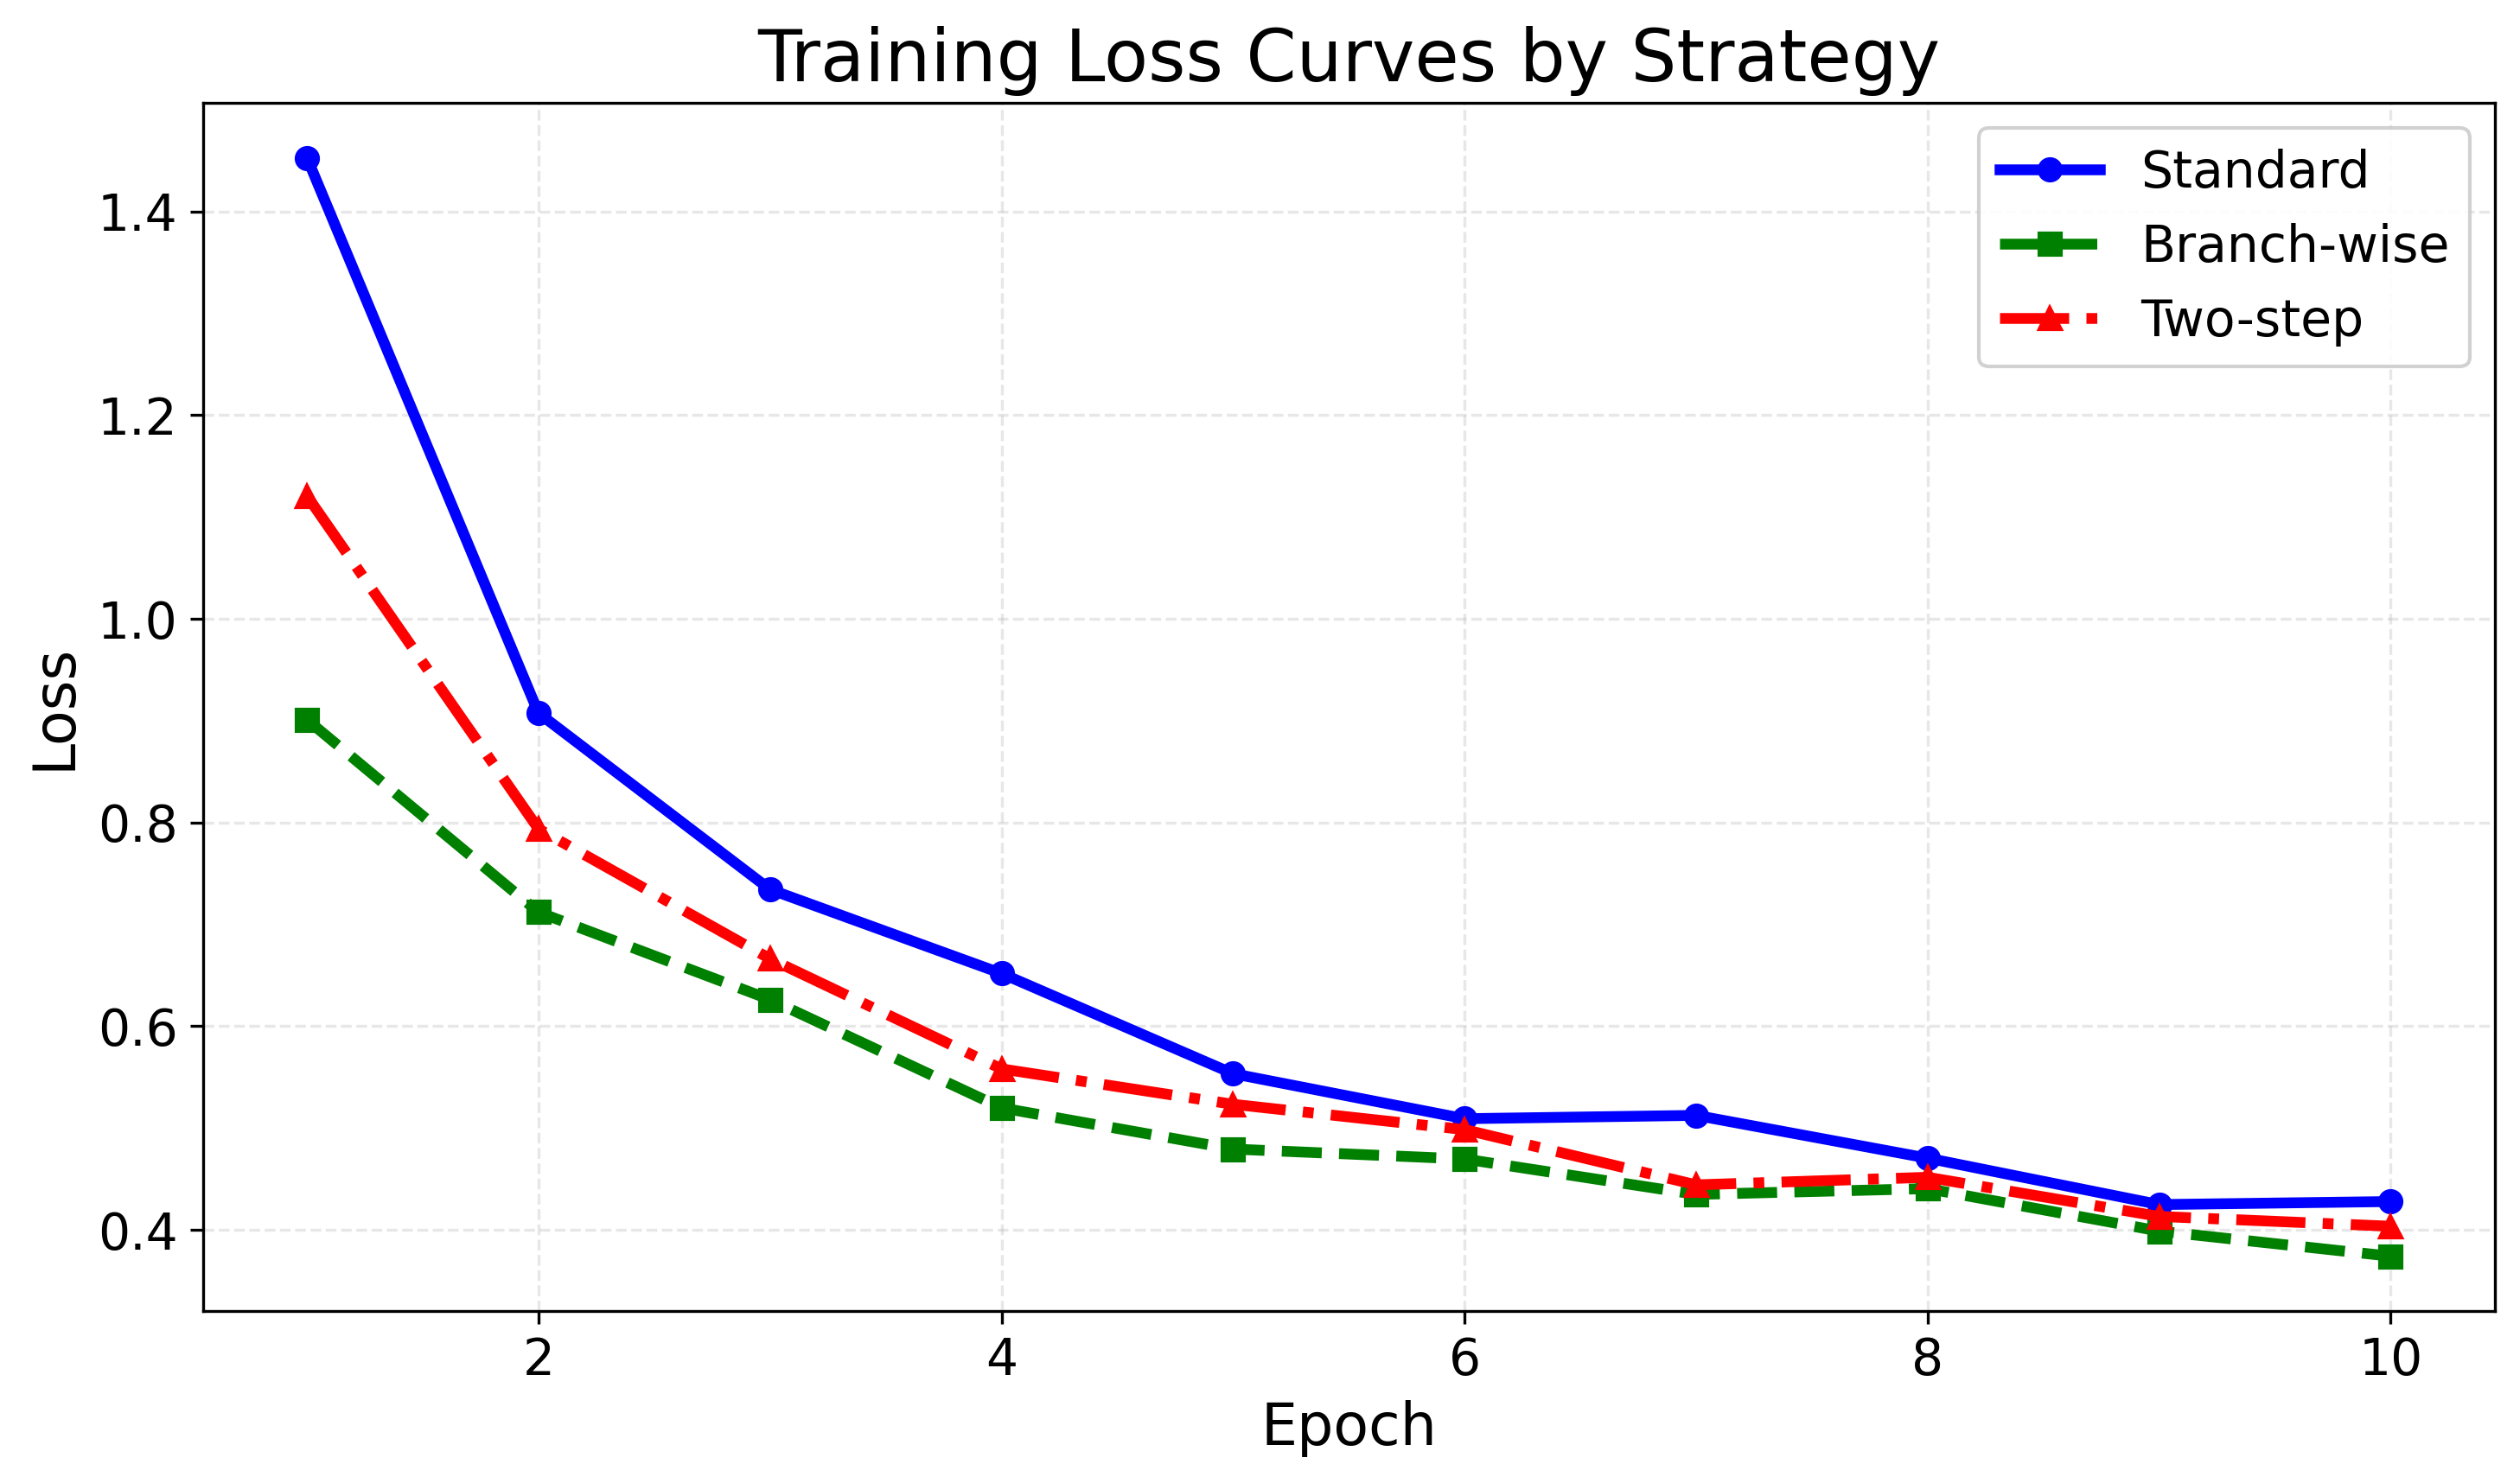 Training Loss Curves by Strategy
Standard
Branch-wise
Two-step
1.4
1.2
1.0
0.8
0.6
0.4
Loss
2 4 6 8 10
Epoch